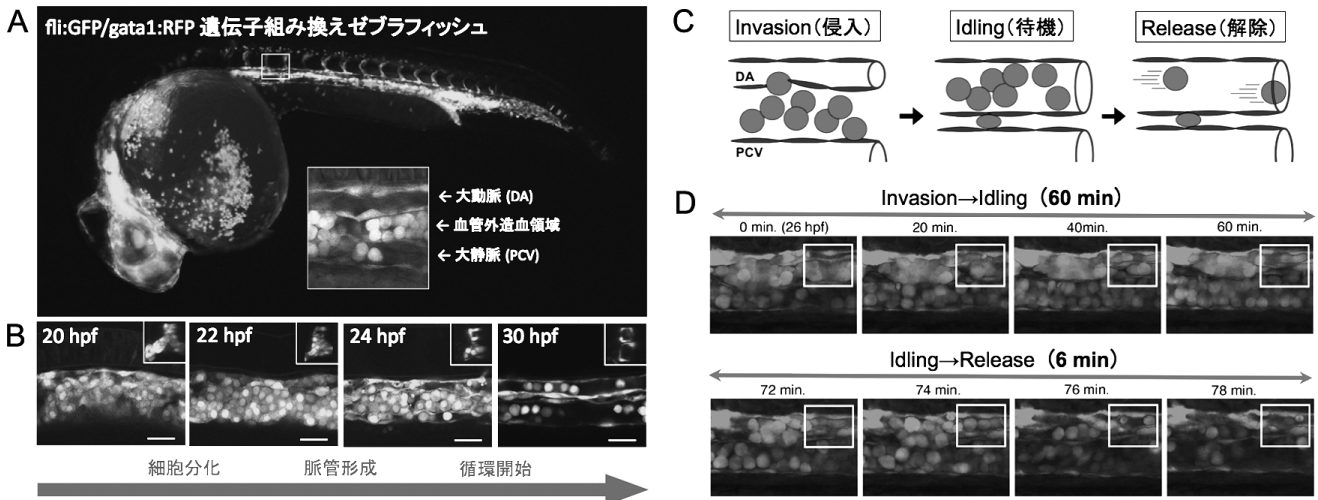 A
fli:GFP/gata1:RFP 遺伝子組み換えゼブラフィッシュ
← 大動脈 (DA)
← 血管外造血領域
← 大静脈 (PCV)
B
20 hpf
22 hpf
24 hpf
30 hpf
細胞分化
脈管形成
循環開始
C
Invasion(侵入)
Idling(待機)
Release(解除)
DA
PCV
D
Invasion→Idling(60 min)
0 min. (26 hpf)
20 min.
40min.
60 min.
Idling→Release(6 min)
72 min.
74 min.
76 min.
78 min.